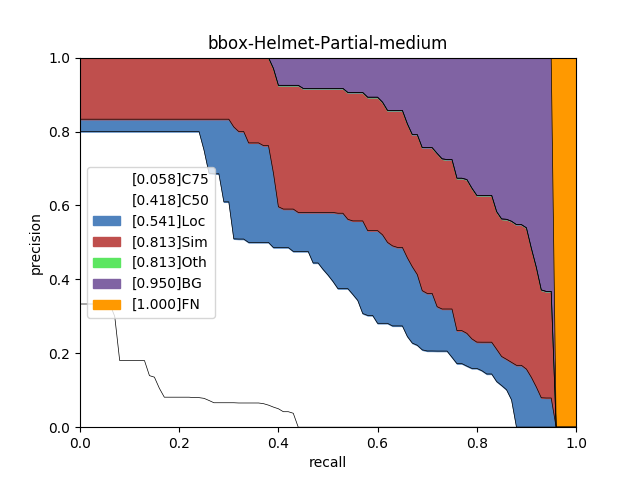 bbox-Helmet-Partial-medium
1.0
0.8
0.6
0.4
0.2
0.0
precision
[0.058]C75
[0.418]C50
[0.541]Loc
[0.813]Sim
[0.813]Oth
[0.950]BG
[1.000]FN
0.0 0.2 0.4 0.6 0.8 1.0
recall